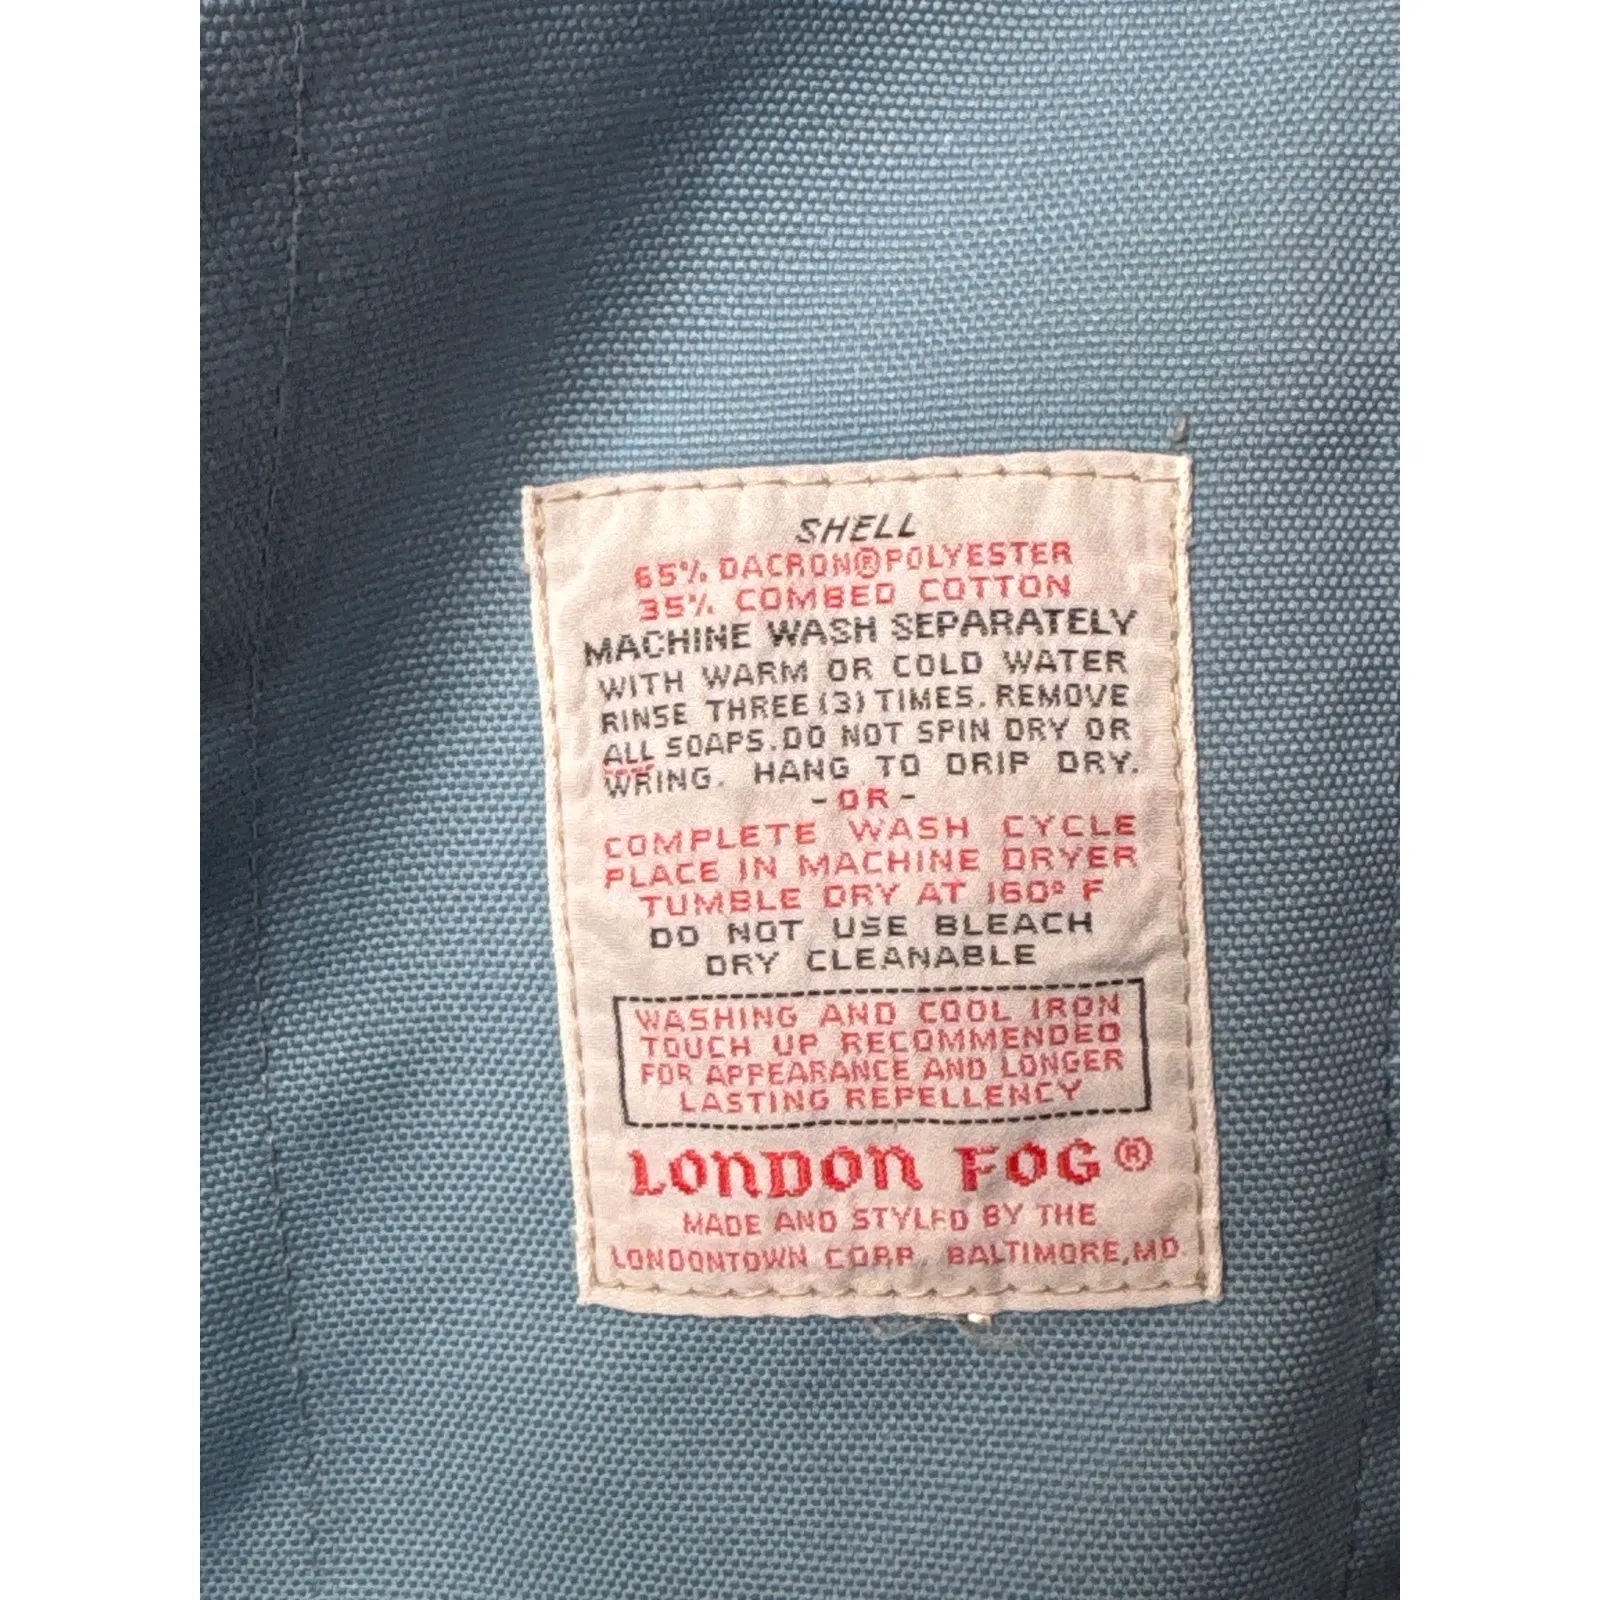 SHELL
65% DACRON®POLYESTER
35% COMBED COTTON
MACHINE WASH SEPARATELY
WITH WARM OR COLD WATER
RINSE THREE (3) TIMES. REMOVE
ALL SOAPS. DO NOT SPIN DRY OR
WRING. HANG TO DRIP DRY.
-OR-
COMPLETE WASH CYCLE
PLACE IN MACHINE DRYER
TUMBLE DRY AT 160° F
DO NOT USE BLEACH
DRY CLEANABLE
WASHING AND COOL IRON
TOUCH UP RECOMMENDED
FOR APPEARANCE AND LONGER
LASTING REPELLENCY
LONDON FOG®
MADE AND STYLED BY THE
LONDONTOWN CORP. BALTIMORE, MD